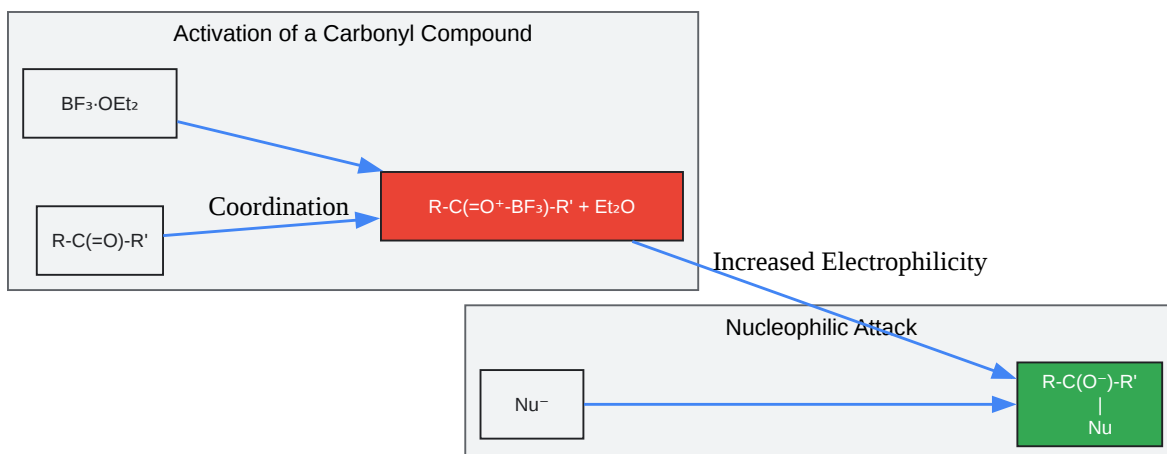 Activation of a Carbonyl Compound
BF₃·OEt₂
R-C(=O)-R'
Coordination
R-C(=O⁺-BF₃)-R' + Et₂O
Increased Electrophilicity
Nucleophilic Attack
Nu⁻
R-C(O⁻)-R'
|
Nu